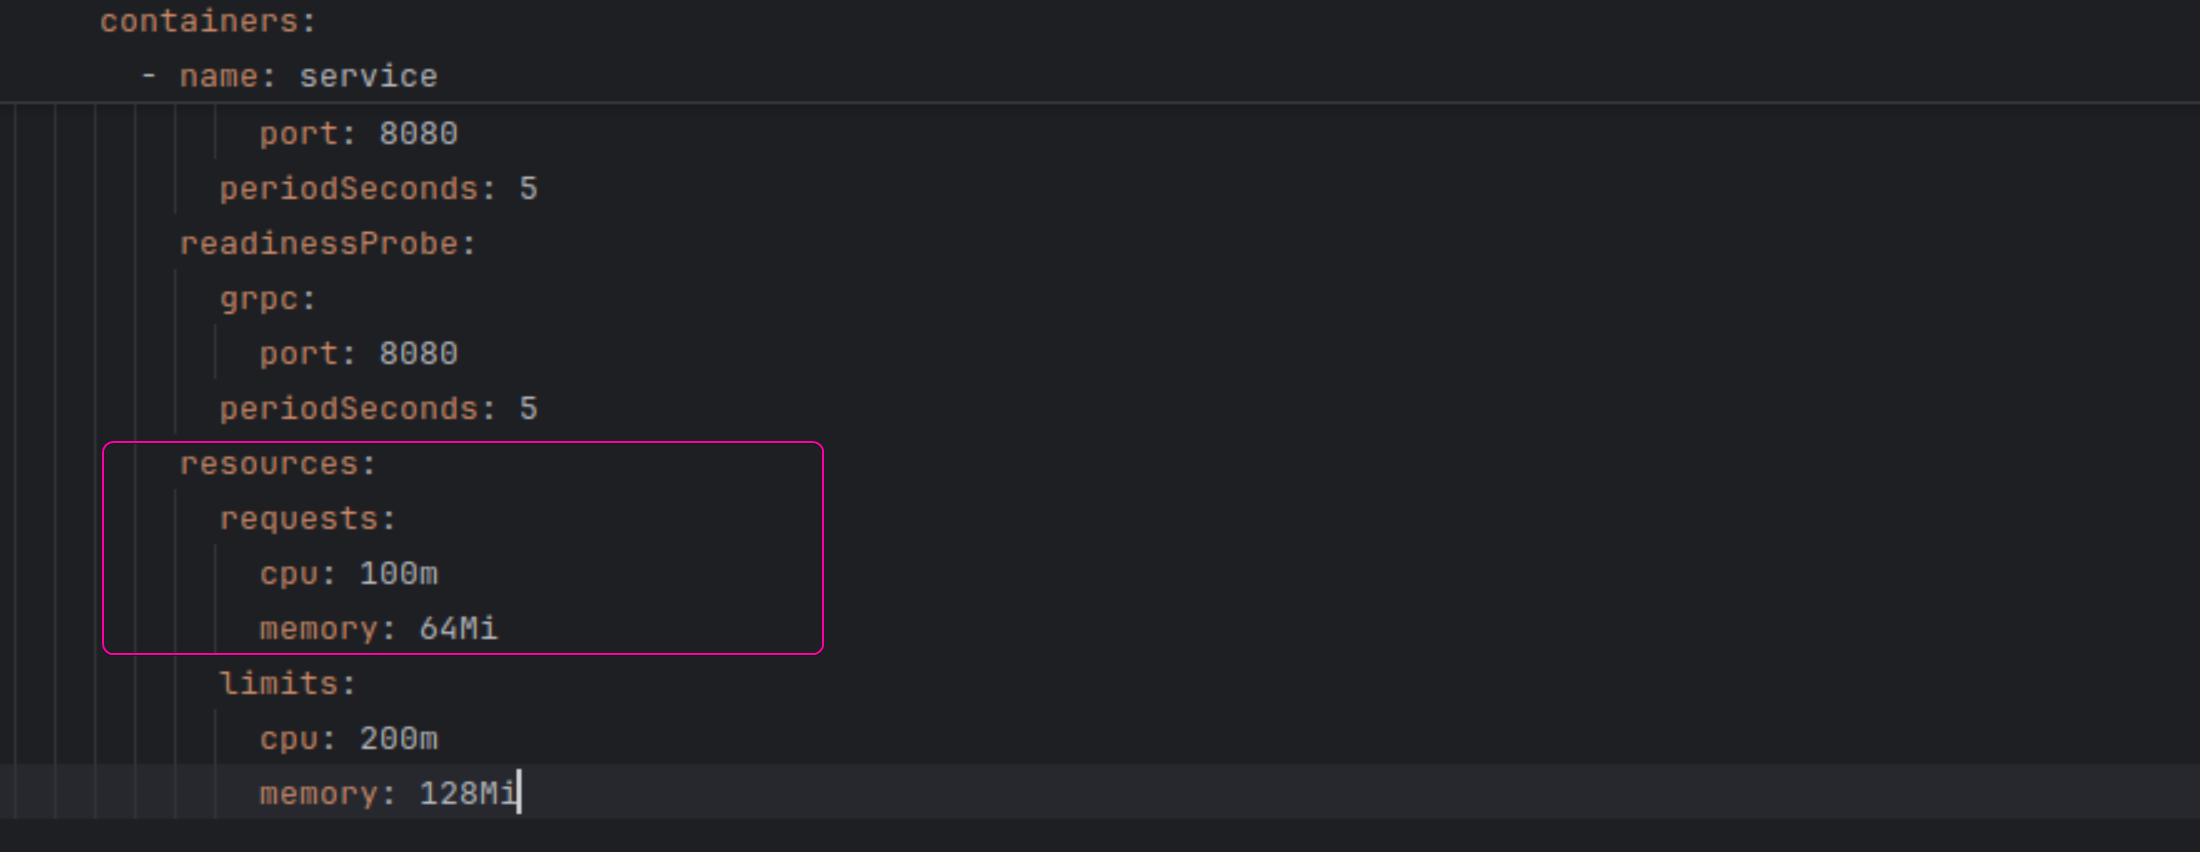 containers:
- name: service
port: 8080
periodSeconds: 5
readinessProbe:
grpc:
port: 8080
periodSeconds: 5
resources:
requests:
cpu: 100m
memory: 64Mi
limits:
cpu: 200m
memory: 128Mi